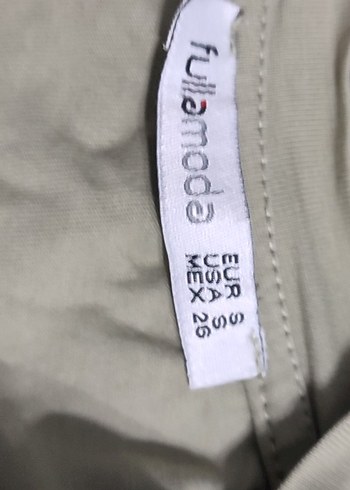 fullamoda
EUR S
USA S
MEX 26